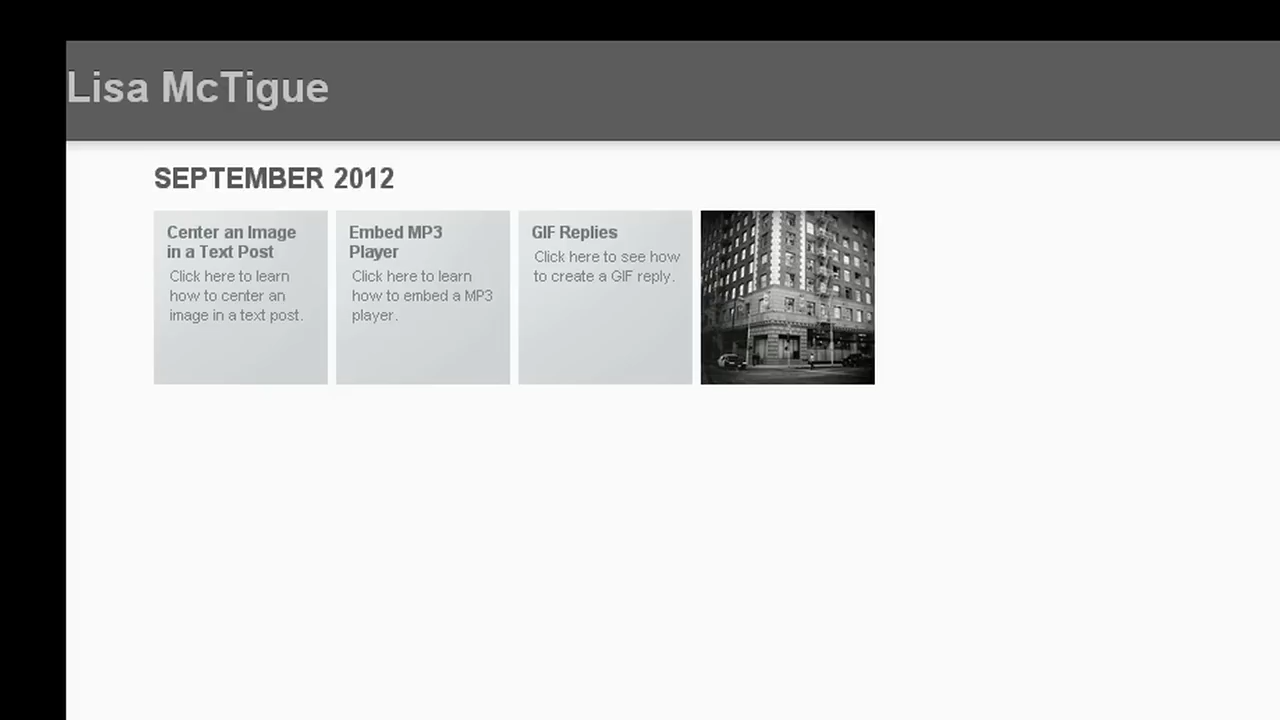 Lisa McTigue
SEPTEMBER 2012
Center an Image
in a Text Post
Click here to learn
how to center an
image in a text post.
Embed MP3
Player
Click here to learn
how to embed a MP3
player.
GIF Replies
Click here to see how
to create a GIF reply.